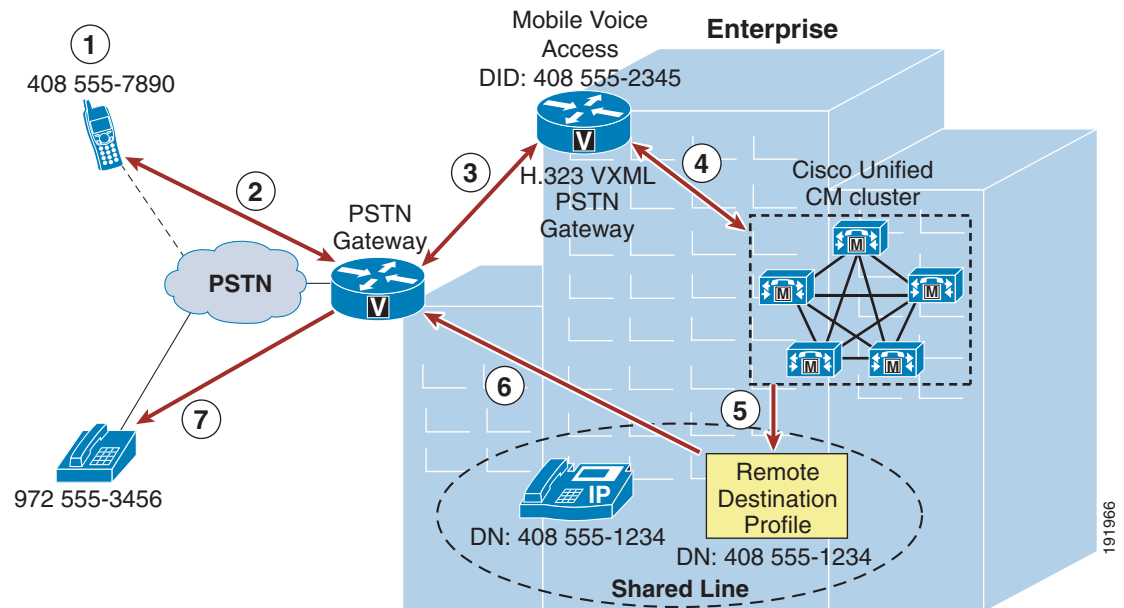 1
408 555-7890
Mobile Voice
Access
DID: 408 555-2345
Enterprise
V
H.323 VXML
PSTN
Gateway
2
3
4
PSTN
Gateway
V
PSTN
Cisco Unified
CM cluster
M
M
M
M
M
5
6
7
972 555-3456
IP
DN: 408 555-1234
Remote
Destination
Profile
DN: 408 555-1234
Shared Line
191966